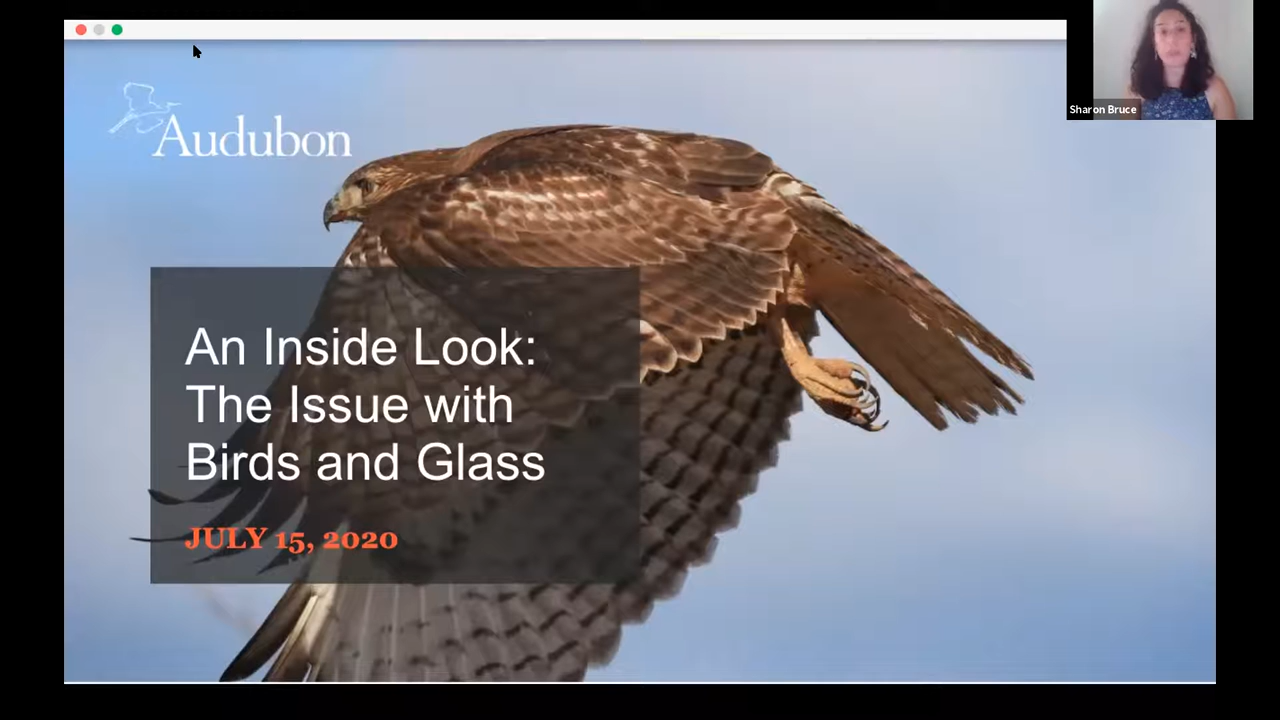 Audubon
Sharon Bruce
An Inside Look:
The Issue with
Birds and Glass
JULY 15, 2020